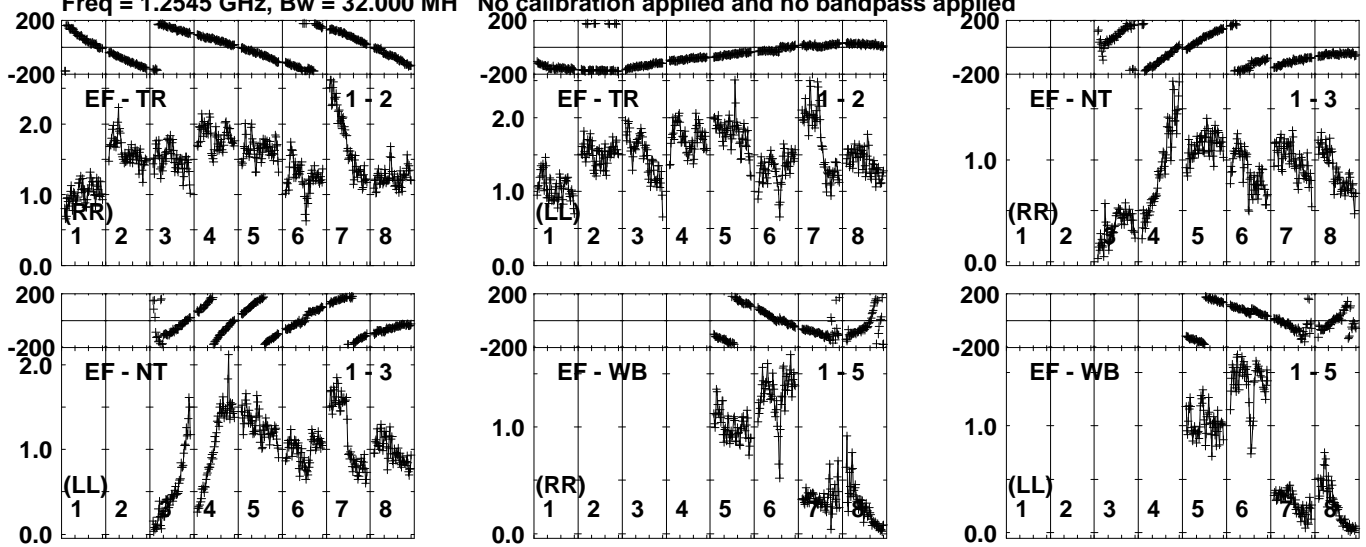 Freq = 1.2545 GHz, Bw = 32.000 MH No calibration applied and no bandpass applied
200
-200
EF - TR 1 - 2
2.0
1.0
(RR)
1 2 3 4 5 6 7 8
0.0
EF - TR 1 - 2
2.0
1.0
(LL)
1 2 3 4 5 6 7 8
0.0
200
-200
EF - NT 1 - 3
1.0
(RR)
1 2 3 4 5 6 7 8
0.0
200
-200
2.0
EF - NT 1 - 3
1.0
(LL)
1 2 3 4 5 6 7 8
0.0
200
-200
EF - WB 1 - 5
1.0
(RR)
1 2 3 4 5 6 7 8
0.0
200
-200
EF - WB 1 - 5
1.0
(LL)
1 2 3 4 5 6 7 8
0.0
200
-200